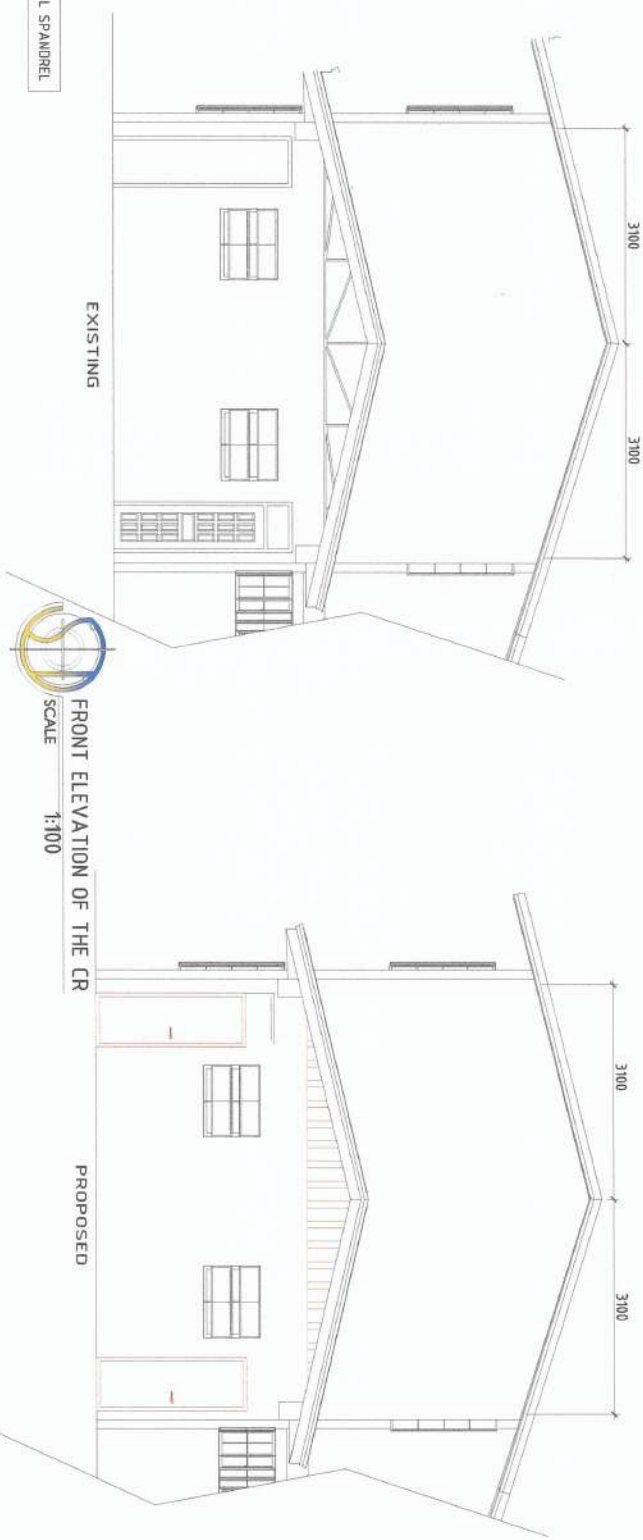 3100 3100
EXISTING
L SPANDREL
FRONT ELEVATION OF THE CR
SCALE 1:100
3100 3100
PROPOSED